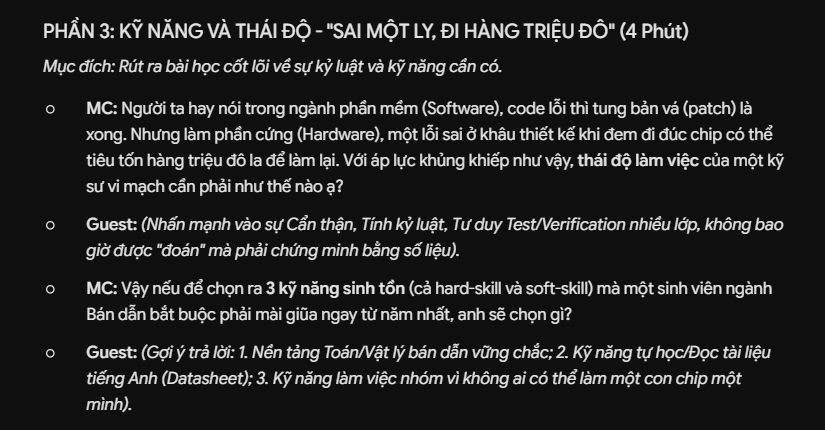 PHẦN 3: KỸ NĂNG VÀ THÁI ĐỘ - "SAI MỘT LY, ĐI HÀNG TRIỆU ĐÔ" (4 Phút)
Mục đích: Rút ra bài học cốt lõi về sự kỷ luật và kỹ năng cần có.
MC: Người ta hay nói trong ngành phần mềm (Software), code lỗi thì tung bản vá (patch) là
xong. Nhưng làm phần cứng (Hardware), một lỗi sai ở khâu thiết kế khi đem đi đúc chip có thể
tiêu tốn hàng triệu đô la để làm lại. Với áp lực khủng khiếp như vậy, thái độ làm việc của một kỹ
sư vi mạch cần phải như thế nào ạ?
Guest: (Nhấn mạnh vào sự Cẩn thận, Tính kỷ luật, Tư duy Test/Verification nhiều lớp, không bao
giờ được "đoán" mà phải chứng minh bằng số liệu).
MC: Vậy nếu để chọn ra 3 kỹ năng sinh tồn (cả hard-skill và soft-skill) mà một sinh viên ngành
Bán dẫn bắt buộc phải mài giũa ngay từ năm nhất, anh sẽ chọn gì?
Guest: (Gợi ý trả lời: 1. Nền tảng Toán/Vật lý bán dẫn vững chắc; 2. Kỹ năng tự học/Đọc tài liệu
tiếng Anh (Datasheet); 3. Kỹ năng làm việc nhóm vì không ai có thể làm một con chip một
mình).